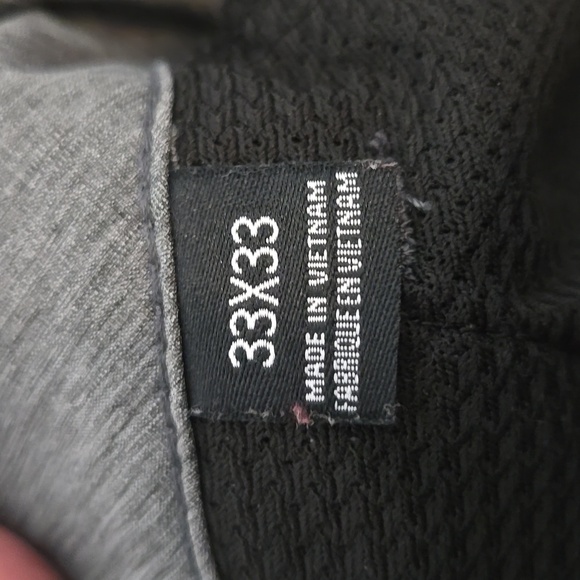 33X33
MADE IN VIETNAM
FABRIQUE EN VIETNAM